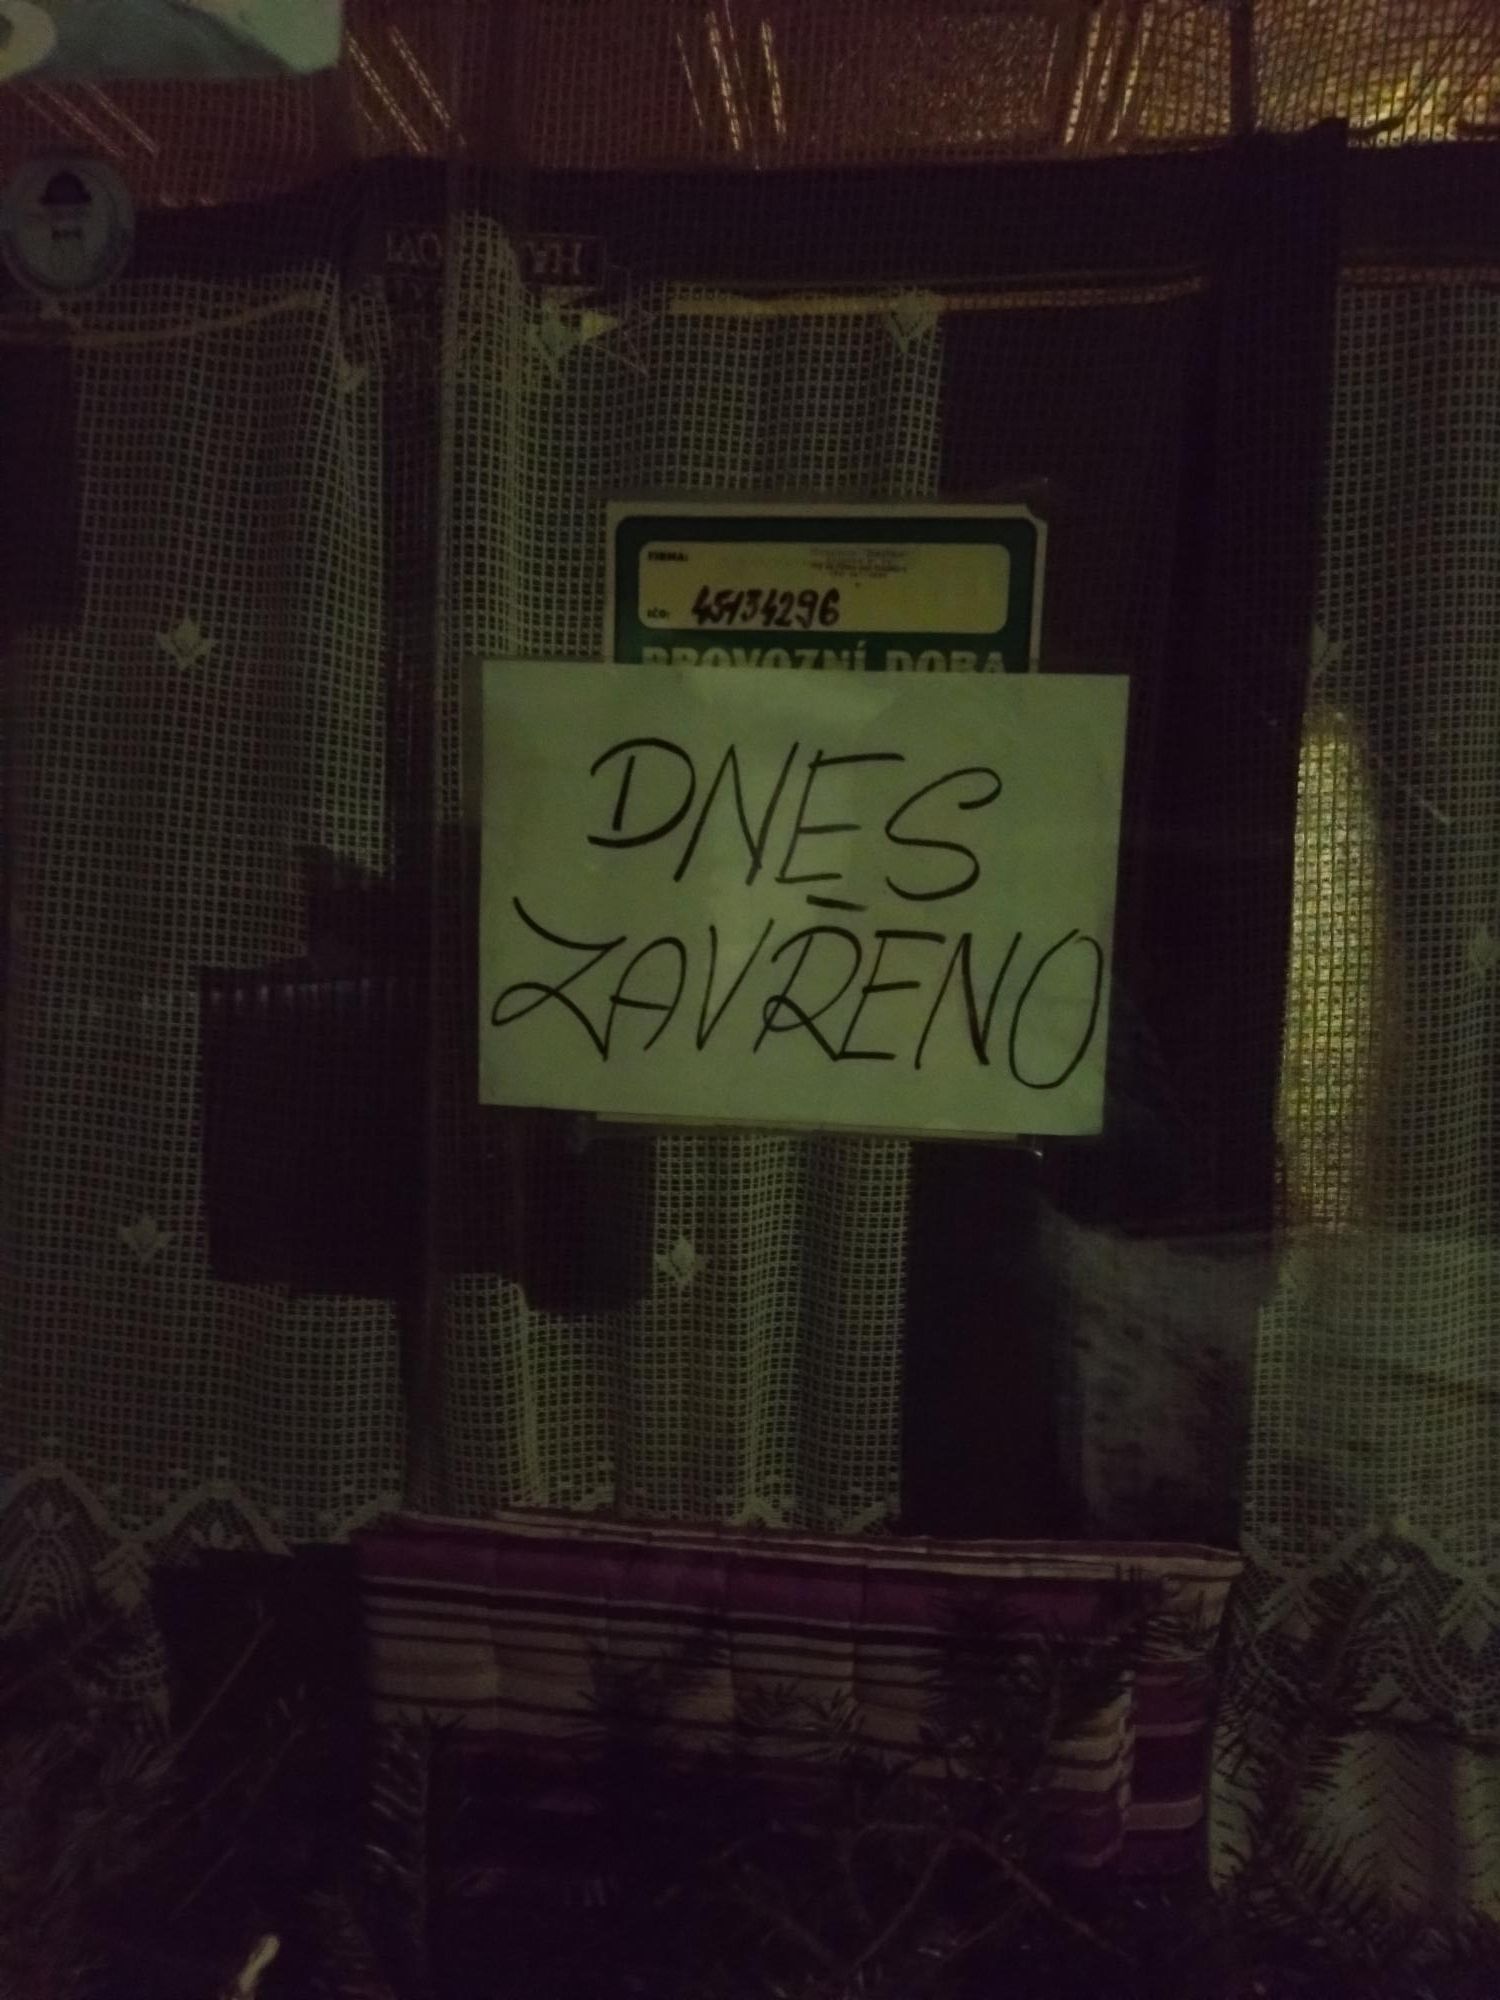 FIRMA:
IČO: 45134296
PROVOZNÍ DOBA
DNES
ZAVŘENO